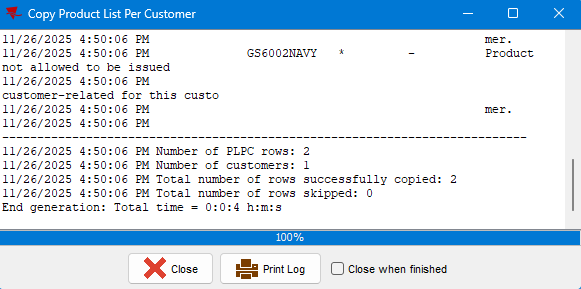 Copy Product List Per Customer
11/26/2025 4:50:06 PM mer.
11/26/2025 4:50:06 PM GS6002NAVY * - Product
not allowed to be issued
11/26/2025 4:50:06 PM
customer-related for this custo
11/26/2025 4:50:06 PM mer.
11/26/2025 4:50:06 PM
---------------------------------------------------------------------------
11/26/2025 4:50:06 PM Number of PLPC rows: 2
11/26/2025 4:50:06 PM Number of customers: 1
11/26/2025 4:50:06 PM Total number of rows successfully copied: 2
11/26/2025 4:50:06 PM Total number of rows skipped: 0
End generation: Total time = 0:0:4 h:m:s
100%
Close Print Log Close when finished